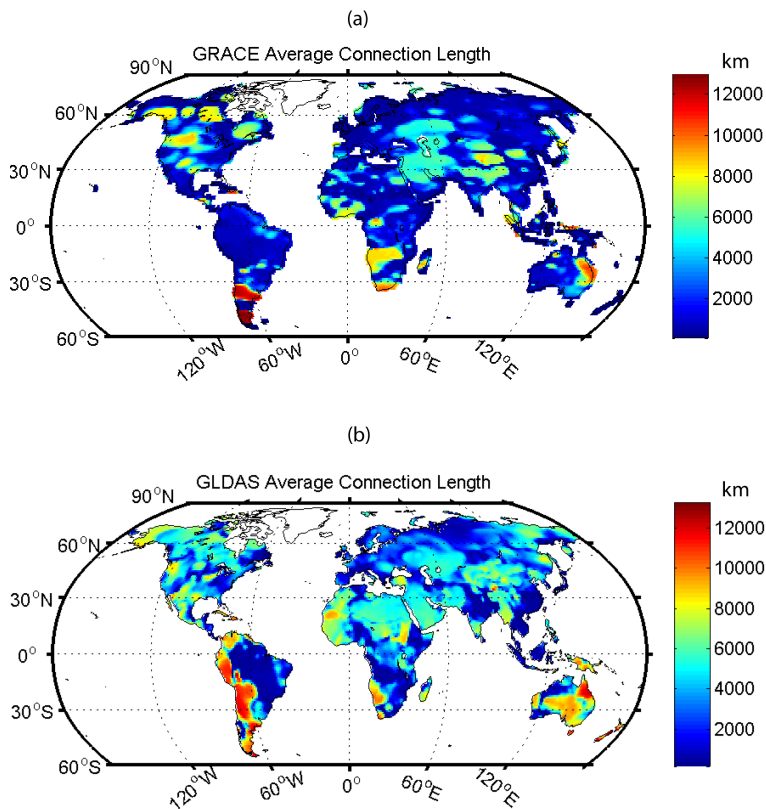 (a)
GRACE Average Connection Length
km
90°N
60°N
30°N
0°
30°S
60°S
120°W
60°W
0°
60°E
120°E
12000
10000
8000
6000
4000
2000
(b)
GLDAS Average Connection Length
km
90°N
60°N
30°N
0°
30°S
60°S
120°W
60°W
0°
60°E
120°E
12000
10000
8000
6000
4000
2000